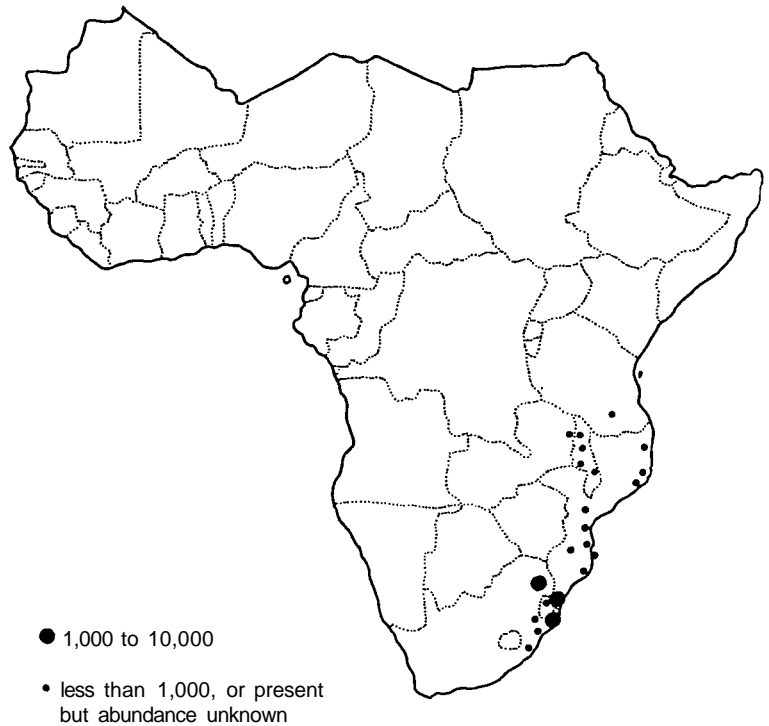 1,000 to 10,000
less than 1,000, or present
but abundance unknown